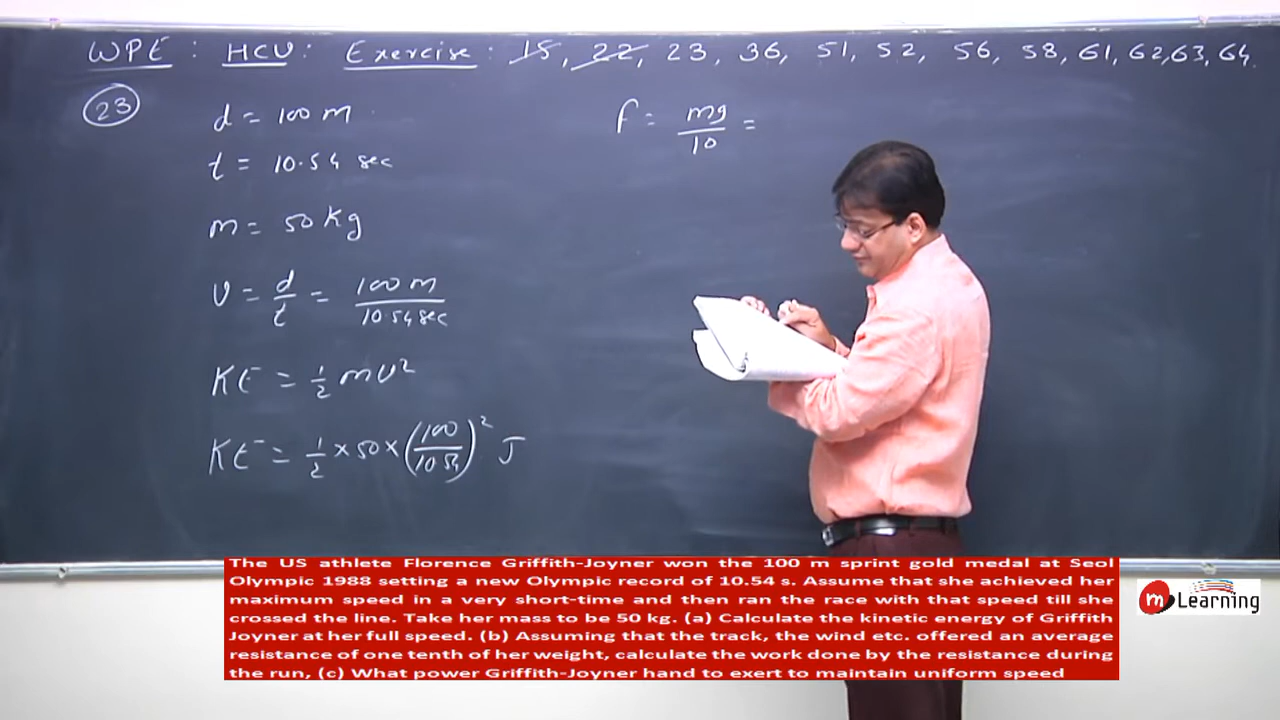 WPE : HCV : Exercise : 15, 22, 23, 36, 51, 52, 56, 58, 61, 62, 63, 64.
23
d = 100 m
t = 10.54 sec
m = 50 kg
v = d/t = 100 m/10.54 sec
KE = 1/2 mv²
KE = 1/2 × 50 × (100/10.54)² J
f = mg/10 =
The US athlete Florence Griffith-Joyner won the 100 m sprint gold medal at Seol
Olympic 1988 setting a new Olympic record of 10.54 s. Assume that she achieved her
maximum speed in a very short-time and then ran the race with that speed till she
crossed the line. Take her mass to be 50 kg. (a) Calculate the kinetic energy of Griffith
Joyner at her full speed. (b) Assuming that the track, the wind etc. offered an average
resistance of one tenth of her weight, calculate the work done by the resistance during
the run, (c) What power Griffith-Joyner hand to exert to maintain uniform speed
m Learning